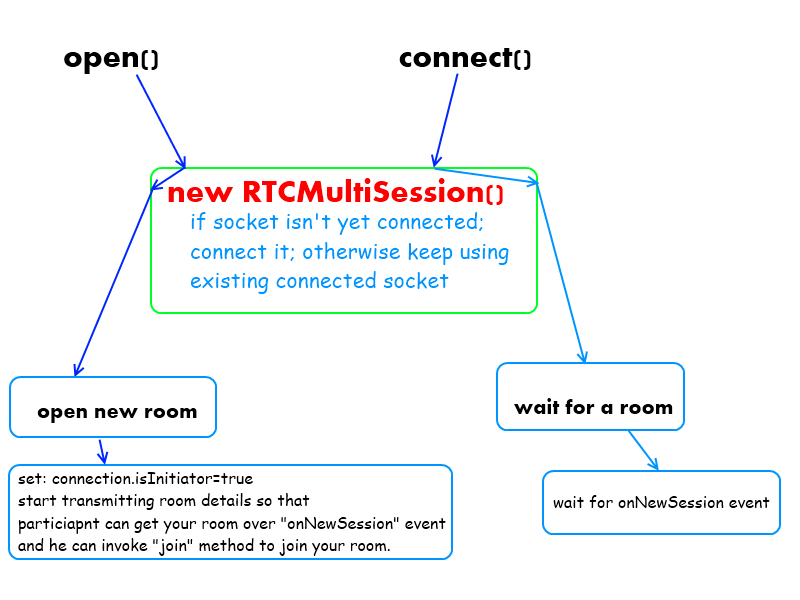 open()
connect()
new RTCMultiSession()
if socket isn't yet connected;
connect it; otherwise keep using
existing connected socket
open new room
wait for a room
set: connection.isInitiator=true
start transmitting room details so that
particiapnt can get your room over "onNewSession" event
and he can invoke "join" method to join your room.
wait for onNewSession event